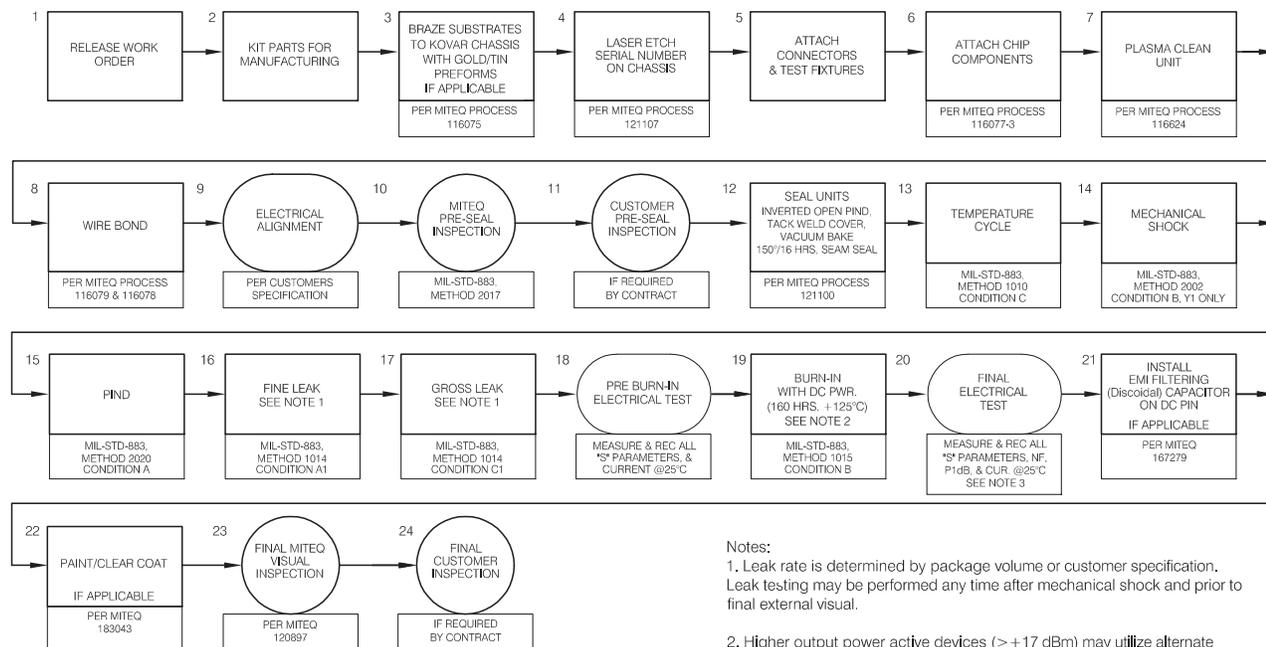 1
RELEASE WORK
ORDER
2
KIT PARTS FOR
MANUFACTURING
3
BRAZE SUBSTRATES
TO KOVAR CHASSIS
WITH GOLD/TIN
PREFORMS
IF APPLICABLE
PER MITEQ PROCESS
116075
4
LASER ETCH
SERIAL NUMBER
ON CHASSIS
PER MITEQ PROCESS
121107
5
ATTACH
CONNECTORS
& TEST FIXTURES
6
ATTACH CHIP
COMPONENTS
PER MITEQ PROCESS
116077-3
7
PLASMA CLEAN
UNIT
PER MITEQ PROCESS
116624
8
WIRE BOND
PER MITEQ PROCESS
116079 & 116078
9
ELECTRICAL
ALIGNMENT
PER CUSTOMERS
SPECIFICATION
10
MITEQ
PRE-SEAL
INSPECTION
MIL-STD-883,
METHOD 2017
11
CUSTOMER
PRE-SEAL
INSPECTION
IF REQUIRED
BY CONTRACT
12
SEAL UNITS
INVERTED OPEN PIND,
TACK WELD COVER,
VACUUM BAKE
150°/16 HRS, SEAM SEAL
PER MITEQ PROCESS
121100
13
TEMPERATURE
CYCLE
MIL-STD-883,
METHOD 1010
CONDITION C
14
MECHANICAL
SHOCK
MIL-STD-883,
METHOD 2002
CONDITION B, Y1 ONLY
15
PIND
MIL-STD-883,
METHOD 2020
CONDITION A
16
FINE LEAK
SEE NOTE 1
MIL-STD-883,
METHOD 1014
CONDITION A1
17
GROSS LEAK
SEE NOTE 1
MIL-STD-883,
METHOD 1014
CONDITION C1
18
PRE BURN-IN
ELECTRICAL TEST
MEASURE & REC ALL
"S" PARAMETERS, &
CURRENT @25°C
19
BURN-IN
WITH DC PWR.
(160 HRS. +125°C)
SEE NOTE 2
MIL-STD-883,
METHOD 1015
CONDITION B
20
FINAL
ELECTRICAL
TEST
MEASURE & REC ALL
"S" PARAMETERS, NF,
P1dB, & CUR. @25°C
SEE NOTE 3
21
INSTALL
EMI FILTERING
(Discoidal) CAPACITOR
ON DC PIN
IF APPLICABLE
PER MITEQ
167279
22
PAINT/CLEAR COAT
IF APPLICABLE
PER MITEQ
183043
23
FINAL MITEQ
VISUAL
INSPECTION
PER MITEQ
120897
24
FINAL
CUSTOMER
INSPECTION
IF REQUIRED
BY CONTRACT
Notes:
1. Leak rate is determined by package volume or customer specification.
Leak testing may be performed any time after mechanical shock and prior to
final external visual.
2. Higher output power active devices (>+17 dBm) may utilize alternate